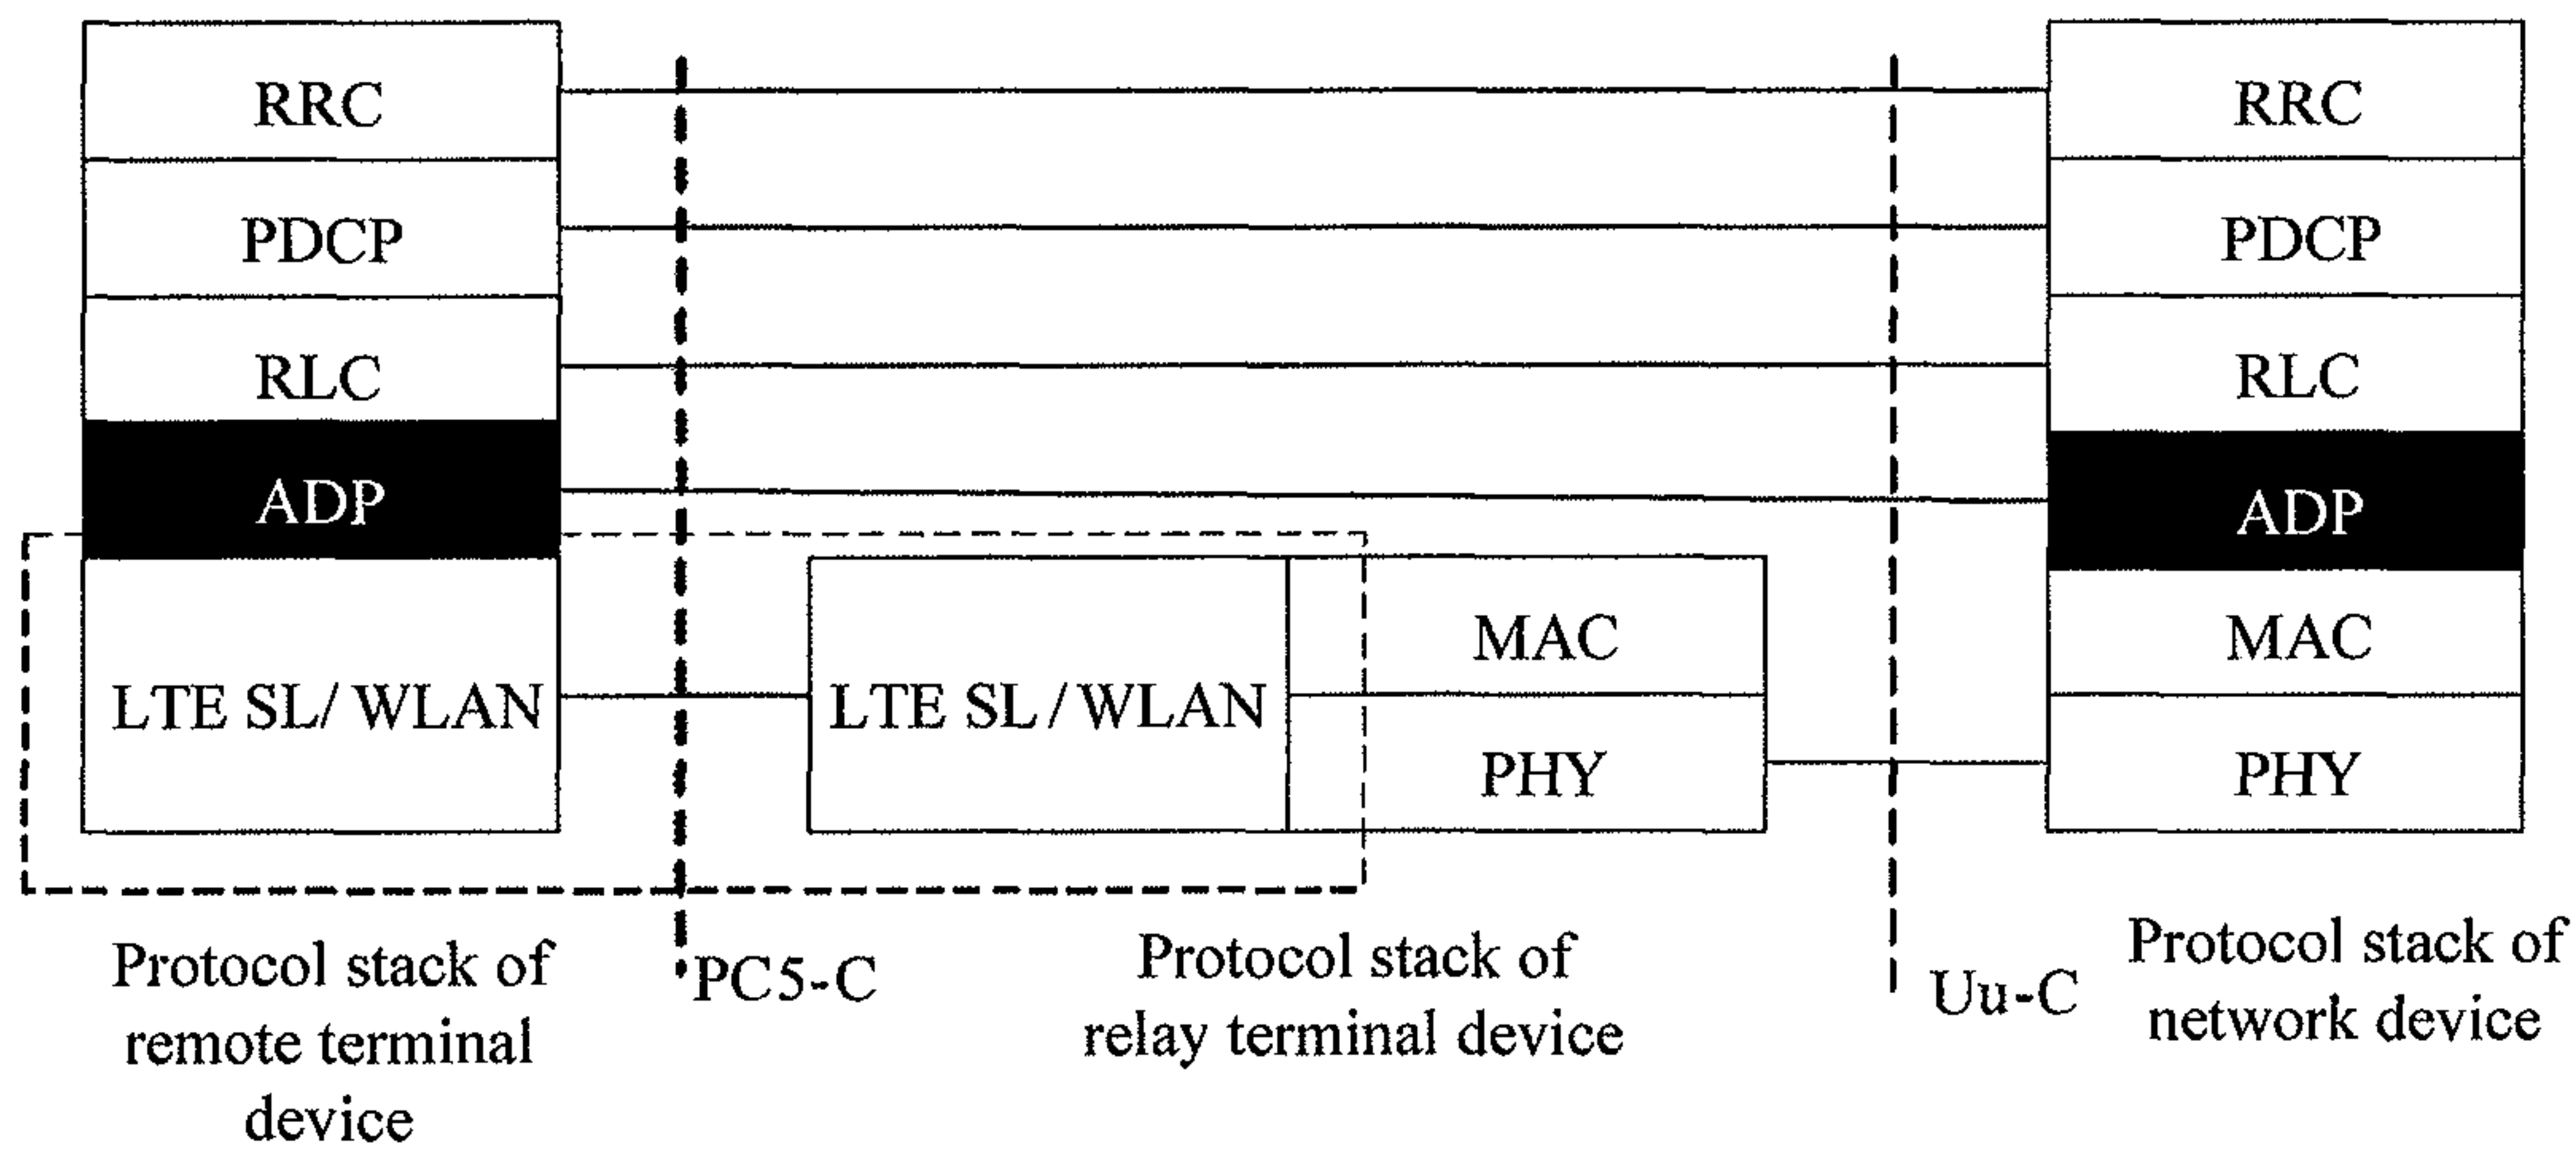 RRC
PDCP
RLC
ADP
LTE SL/ WLAN
LTE SL / WLAN
MAC
PHY
RRC
PDCP
RLC
ADP
MAC
PHY
Protocol stack of
remote terminal
device
PC5-C
Protocol stack of
relay terminal device
Uu-C
Protocol stack of
network device